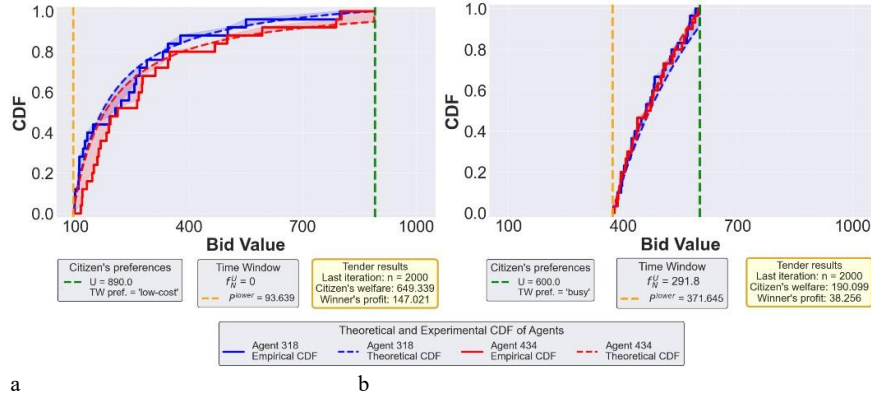 1.0
0.8
0.6
0.4
0.2
0.0
CDF
100 400 700 1000
Bid Value
Citizen's preferences
U = 890.0
TW pref. = 'low-cost'
Time Window
f_N^U = 0
P^lower = 93.639
Tender results
Last iteration: n = 2000
Citizen's welfare: 649.339
Winner's profit: 147.021
1.0
0.8
0.6
0.4
0.2
0.0
CDF
100 400 700 1000
Bid Value
Citizen's preferences
U = 600.0
TW pref. = 'busy'
Time Window
f_N^U = 291.8
P^lower = 371.645
Tender results
Last iteration: n = 2000
Citizen's welfare: 190.099
Winner's profit: 38.256
Theoretical and Experimental CDF of Agents
Agent 318 Empirical CDF
Agent 318 Theoretical CDF
Agent 434 Empirical CDF
Agent 434 Theoretical CDF
a b